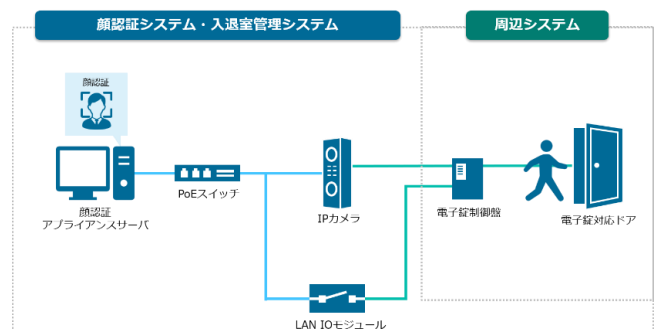 顔認証システム・入退室管理システム
周辺システム
顔認証
PoEスイッチ
顔認証
アプライアンスサーバ
IPカメラ
電子錠制御盤
電子錠対応ドア
LAN IOモジュール